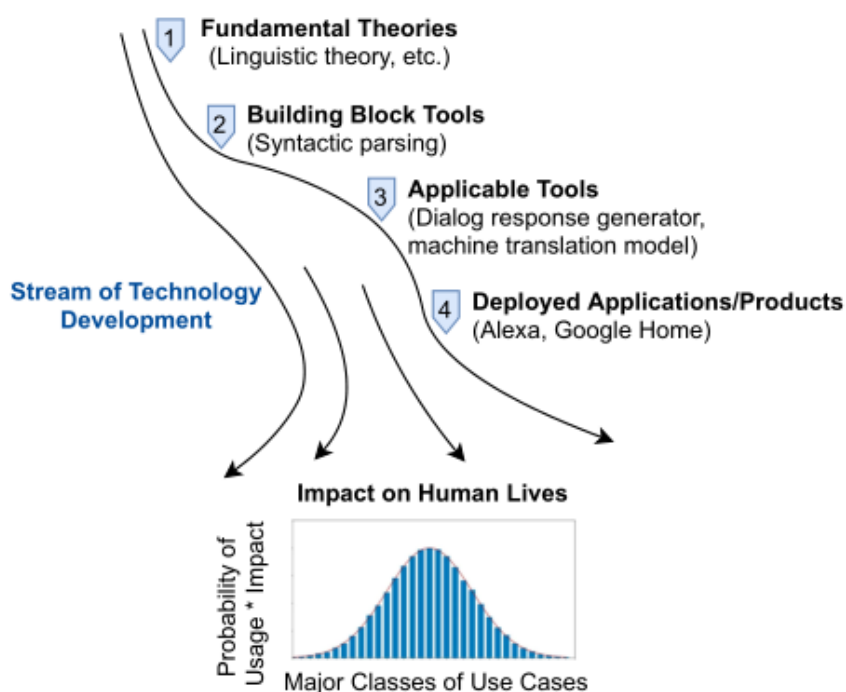 1
Fundamental Theories
(Linguistic theory, etc.)
2
Building Block Tools
(Syntactic parsing)
3
Applicable Tools
(Dialog response generator,
machine translation model)
Stream of Technology
Development
4
Deployed Applications/Products
(Alexa, Google Home)
Impact on Human Lives
Probability of
Usage * Impact
Major Classes of Use Cases